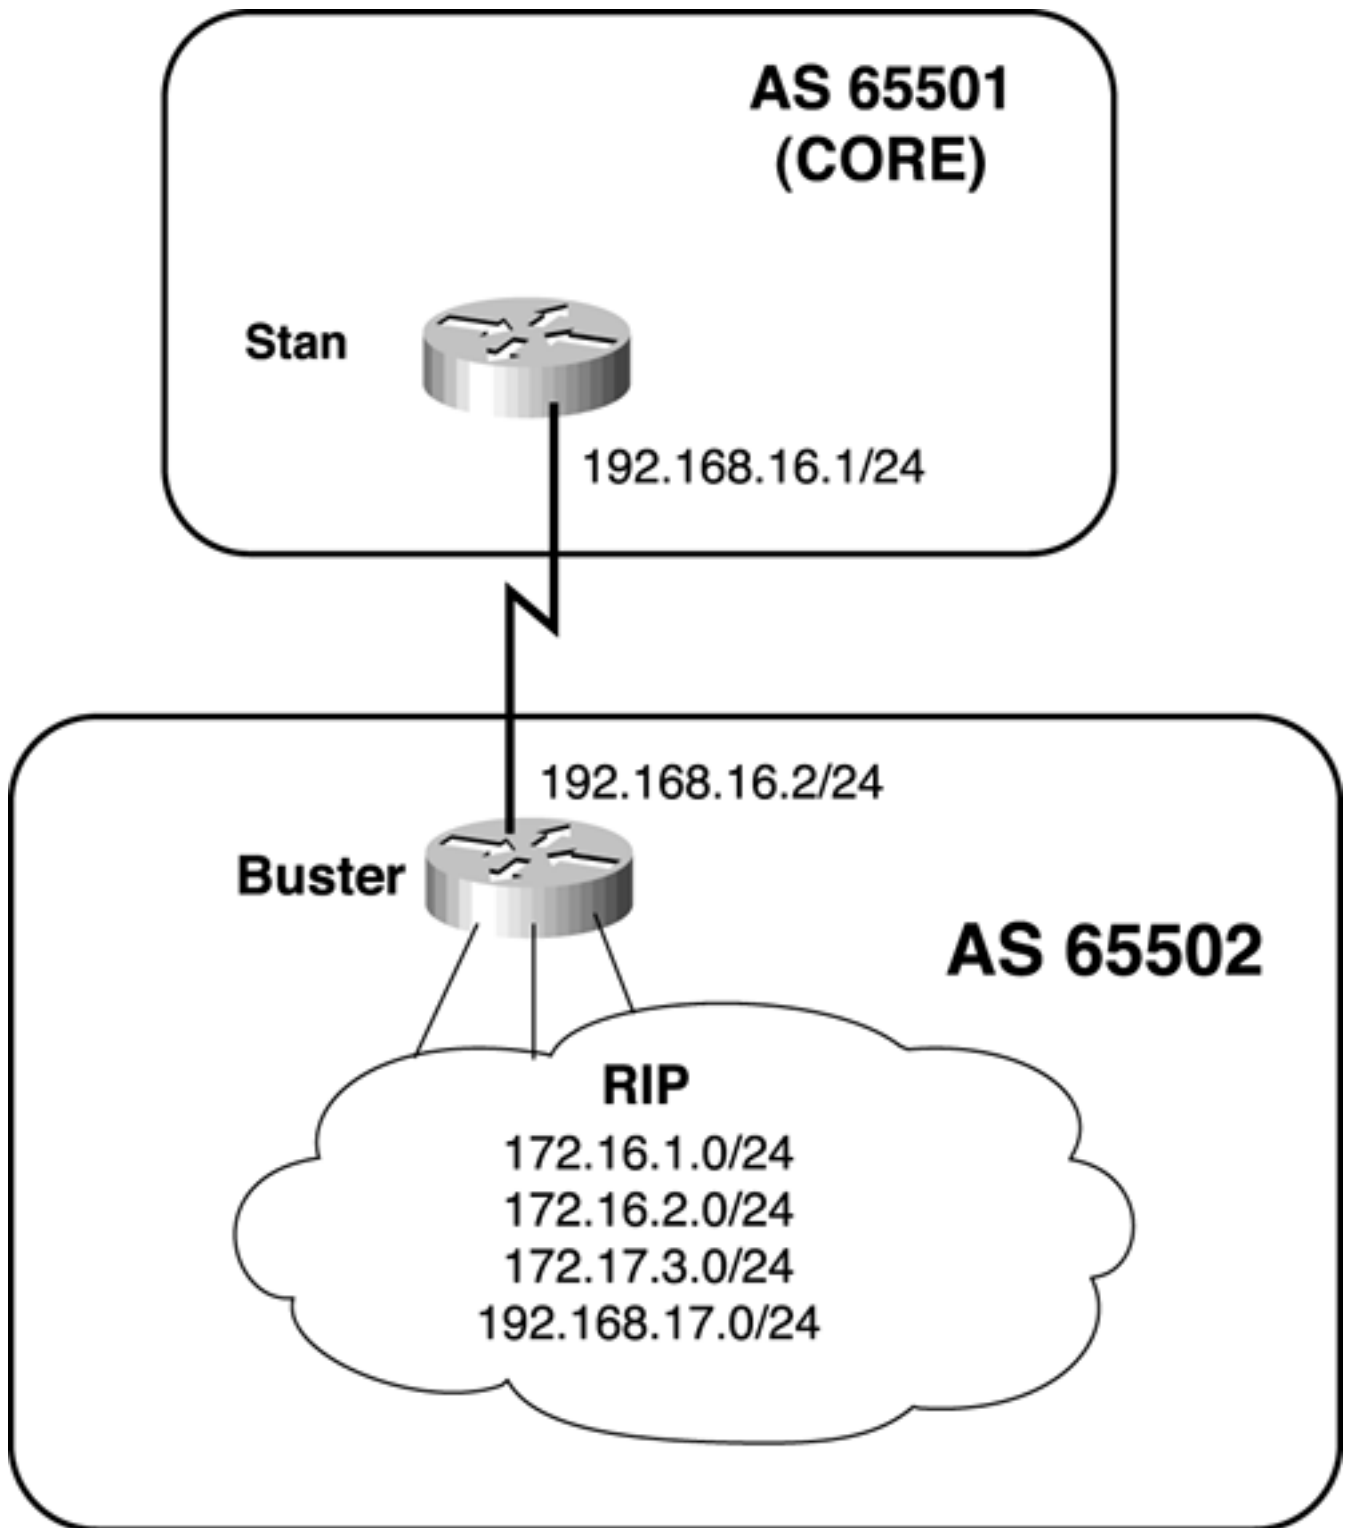 AS 65501
(CORE)
Stan
192.168.16.1/24
192.168.16.2/24
Buster
AS 65502
RIP
172.16.1.0/24
172.16.2.0/24
172.17.3.0/24
192.168.17.0/24